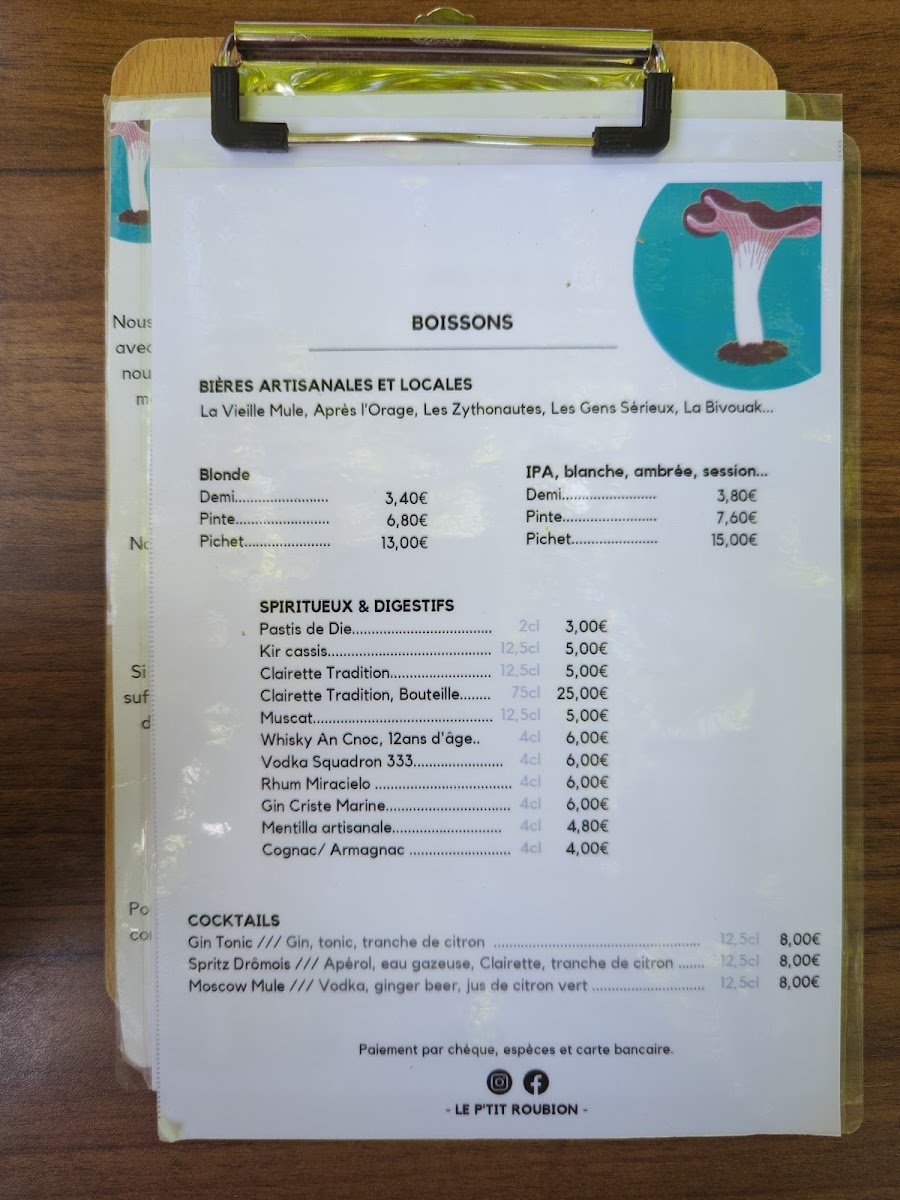 BOISSONS
BIÈRES ARTISANALES ET LOCALES
La Vieille Mule, Après l'Orage, Les Zythonautes, Les Gens Sérieux, La Bivouak...
Blonde
Demi....................... 3,40€
Pinte....................... 6,80€
Pichet..................... 13,00€
IPA, blanche, ambrée, session...
Demi....................... 3,80€
Pinte....................... 7,60€
Pichet..................... 15,00€
SPIRITUEUX & DIGESTIFS
Pastis de Die.................................. 2cl 3,00€
Kir cassis........................................ 12,5cl 5,00€
Clairette Tradition......................... 12,5cl 5,00€
Clairette Tradition, Bouteille........ 75cl 25,00€
Muscat............................................ 12,5cl 5,00€
Whisky An Cnoc, 12ans d'âge.. 4cl 6,00€
Vodka Squadron 333...................... 4cl 6,00€
Rhum Miracielo ................................. 4cl 6,00€
Gin Criste Marine.............................. 4cl 6,00€
Mentilla artisanale........................... 4cl 4,80€
Cognac/ Armagnac ......................... 4cl 4,00€
COCKTAILS
Gin Tonic /// Gin, tonic, tranche de citron .................................................. 12,5cl 8,00€
Spritz Drômois /// Apérol, eau gazeuse, Clairette, tranche de citron ....... 12,5cl 8,00€
Moscow Mule /// Vodka, ginger beer, jus de citron vert ........................... 12,5cl 8,00€
Paiement par chèque, espèces et carte bancaire.
- LE P'TIT ROUBION -
Nous
avec
nou
Si
suf
Po